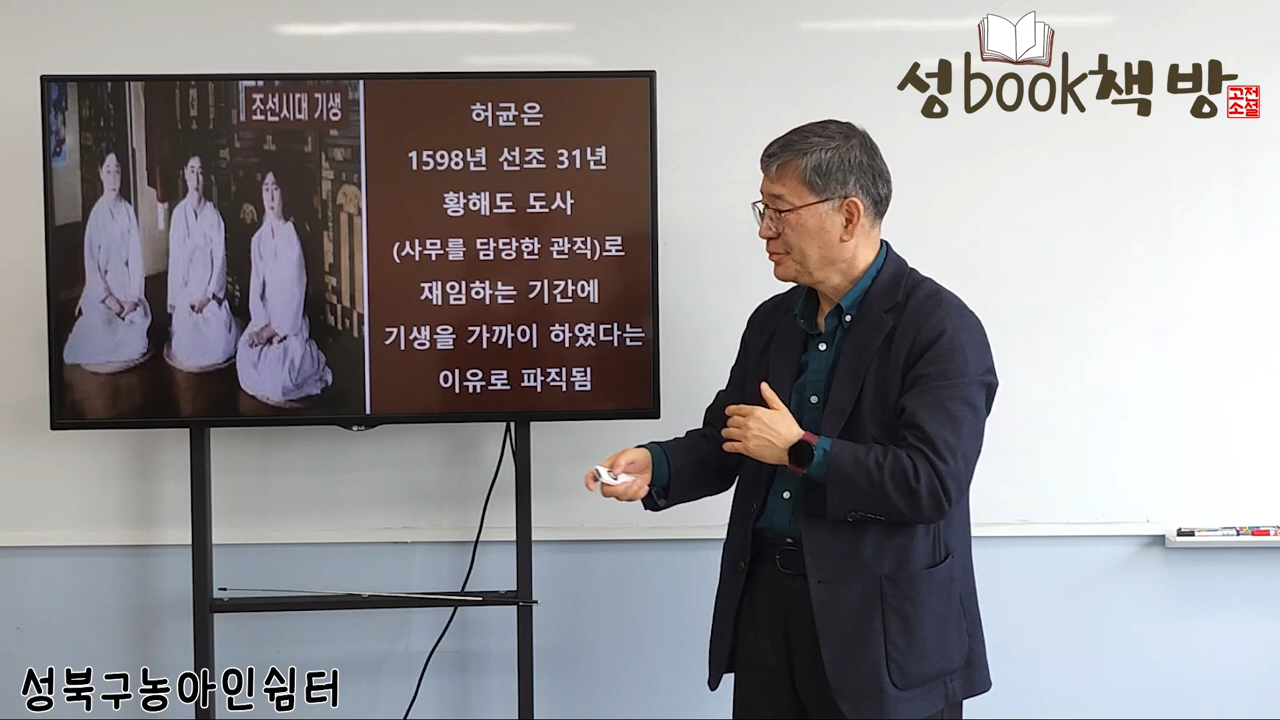 성book책방
고전
소설
조선시대 기생
허균은
1598년 선조 31년
황해도 도사
(사무를 담당한 관직)로
재임하는 기간에
기생을 가까이 하였다는
이유로 파직됨
LG
성북구농아인쉼터